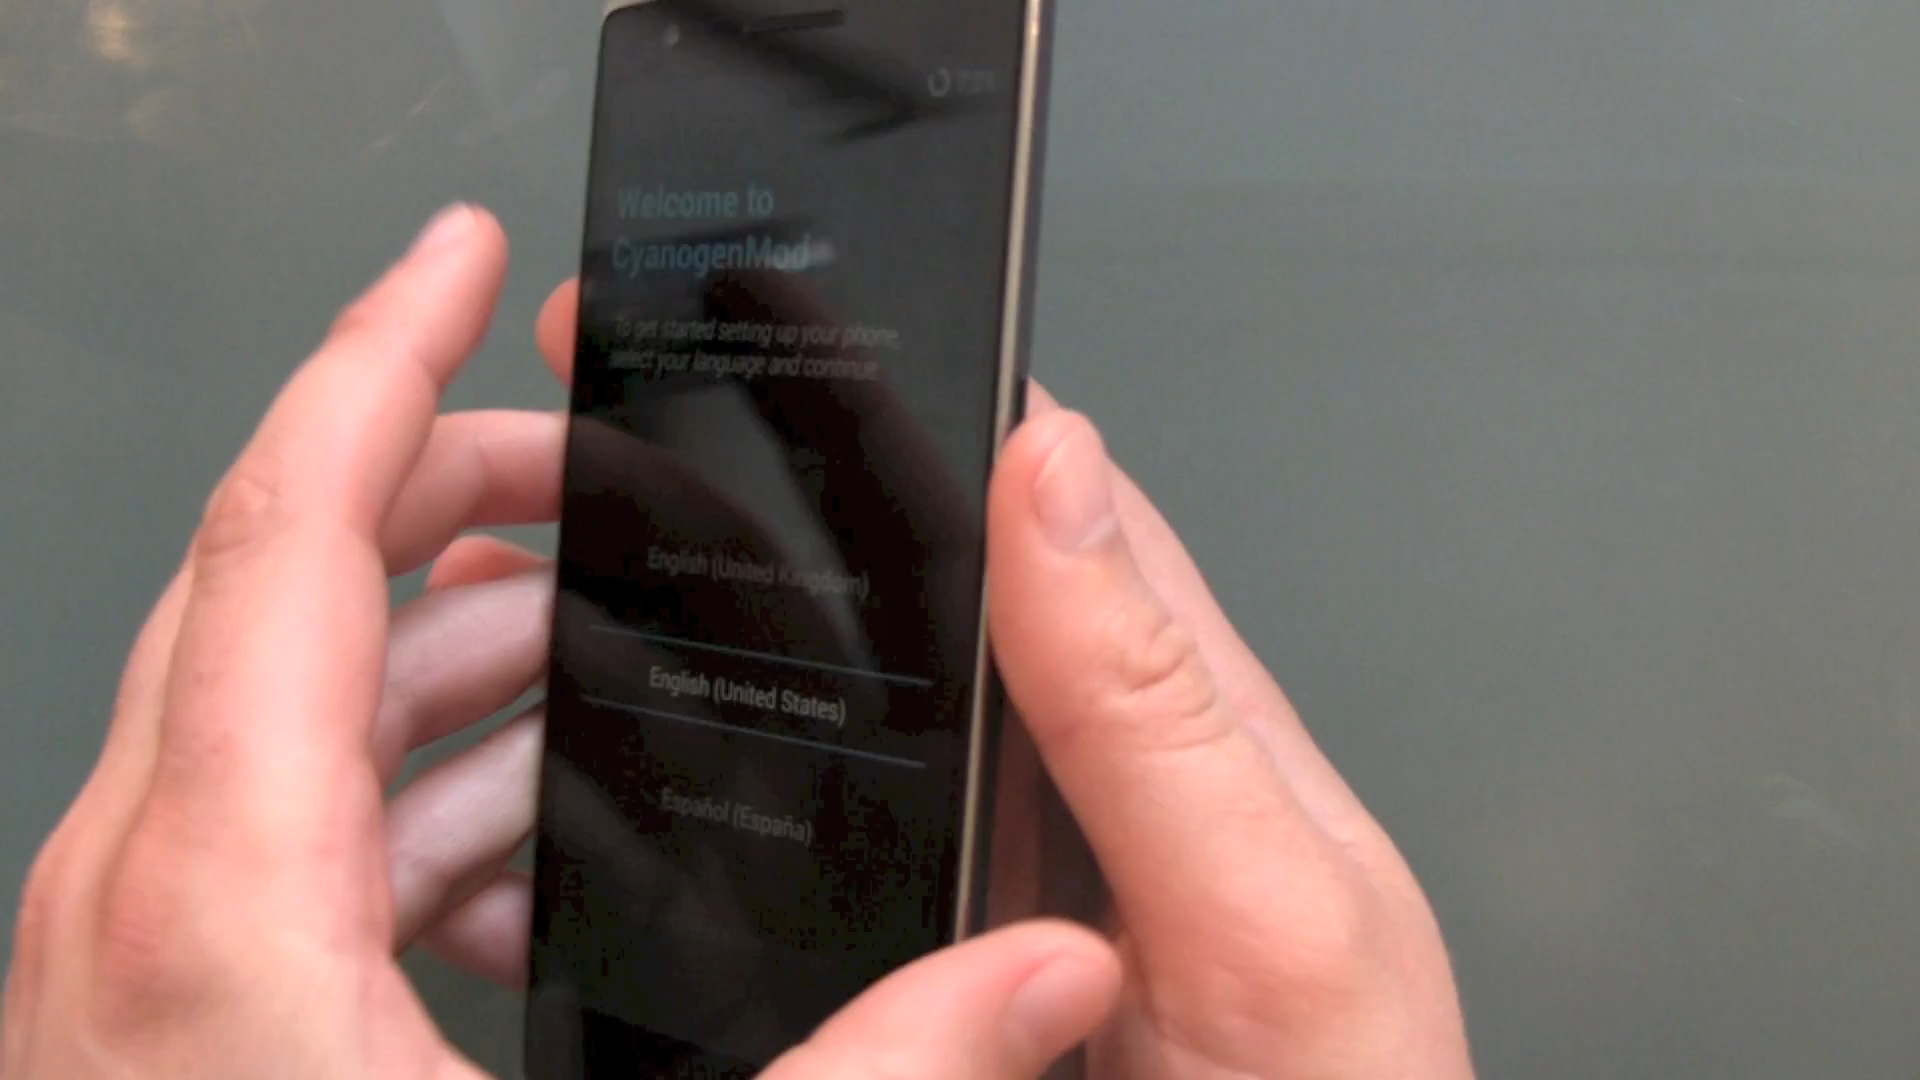 Welcome to
CyanogenMod
To get started setting up your phone,
select your language and continue
English (United Kingdom)
English (United States)
Español (España)